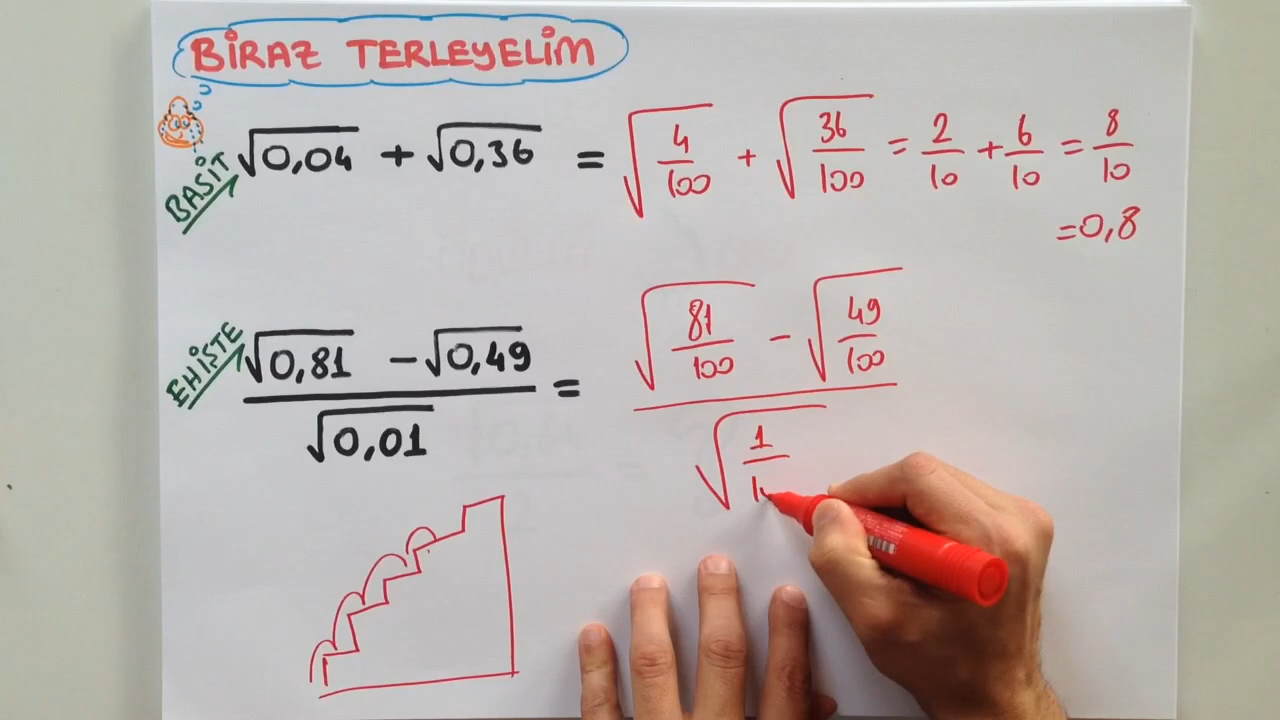 BİRAZ TERLEYELİM
BASİT
√0,04 + √0,36 = √4/100 + √36/100 = 2/10 + 6/10 = 8/10
=0,8
EH İŞTE
√0,81 - √0,49 / √0,01 = √81/100 - √49/100 / √1/1